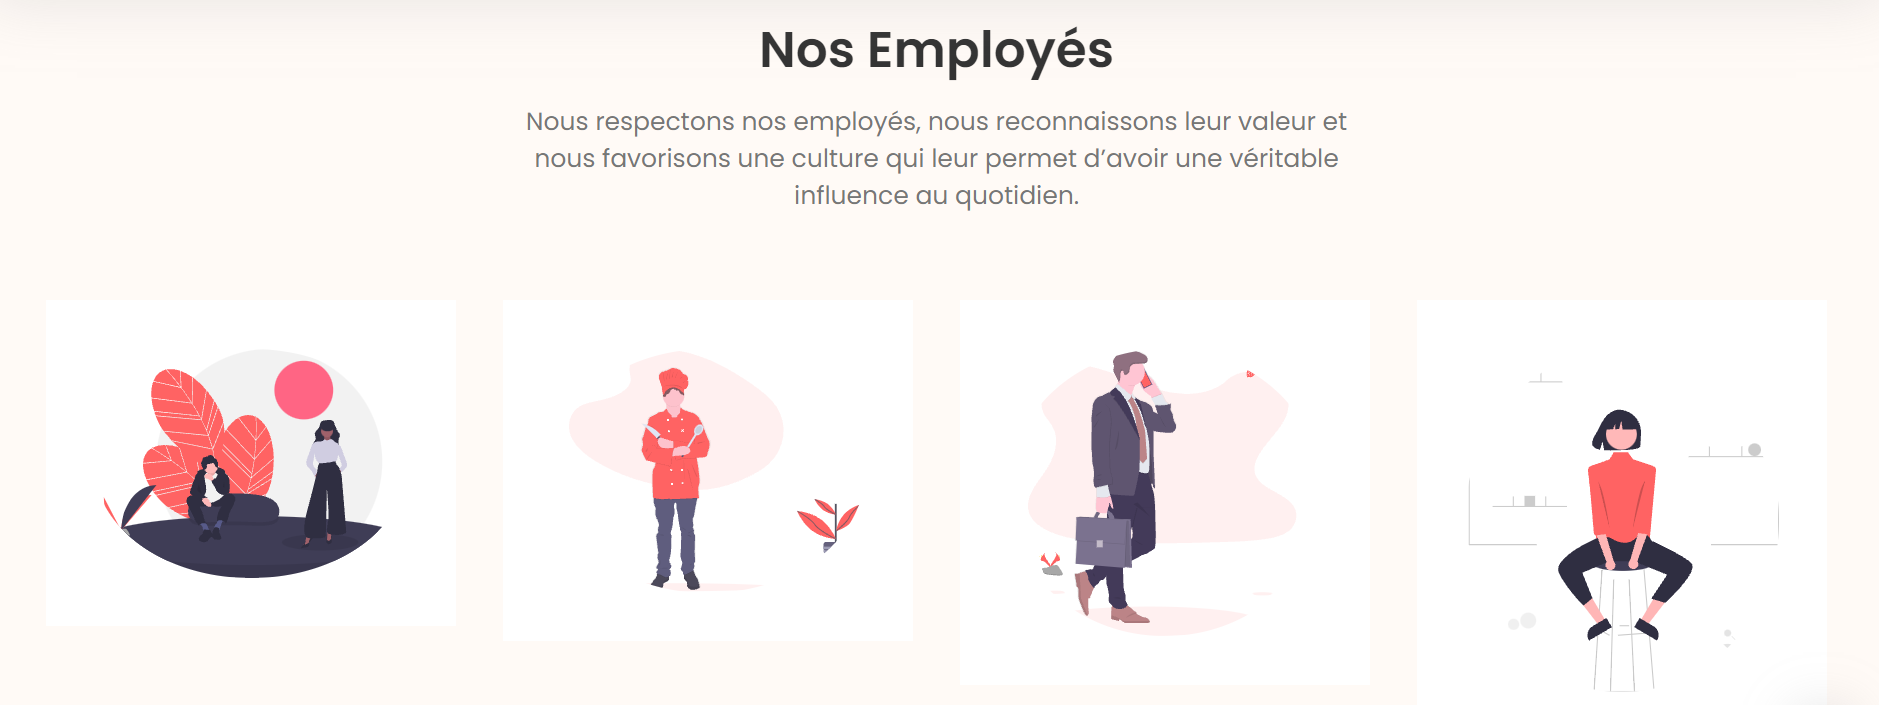 Nos Employés
Nous respectons nos employés, nous reconnaissons leur valeur et
nous favorisons une culture qui leur permet d’avoir une véritable
influence au quotidien.